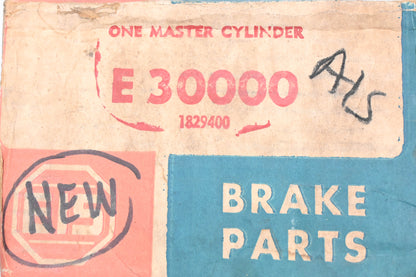 ONE MASTER CYLINDER
E 30000
1829400
A/S
NEW
BRAKE
PARTS